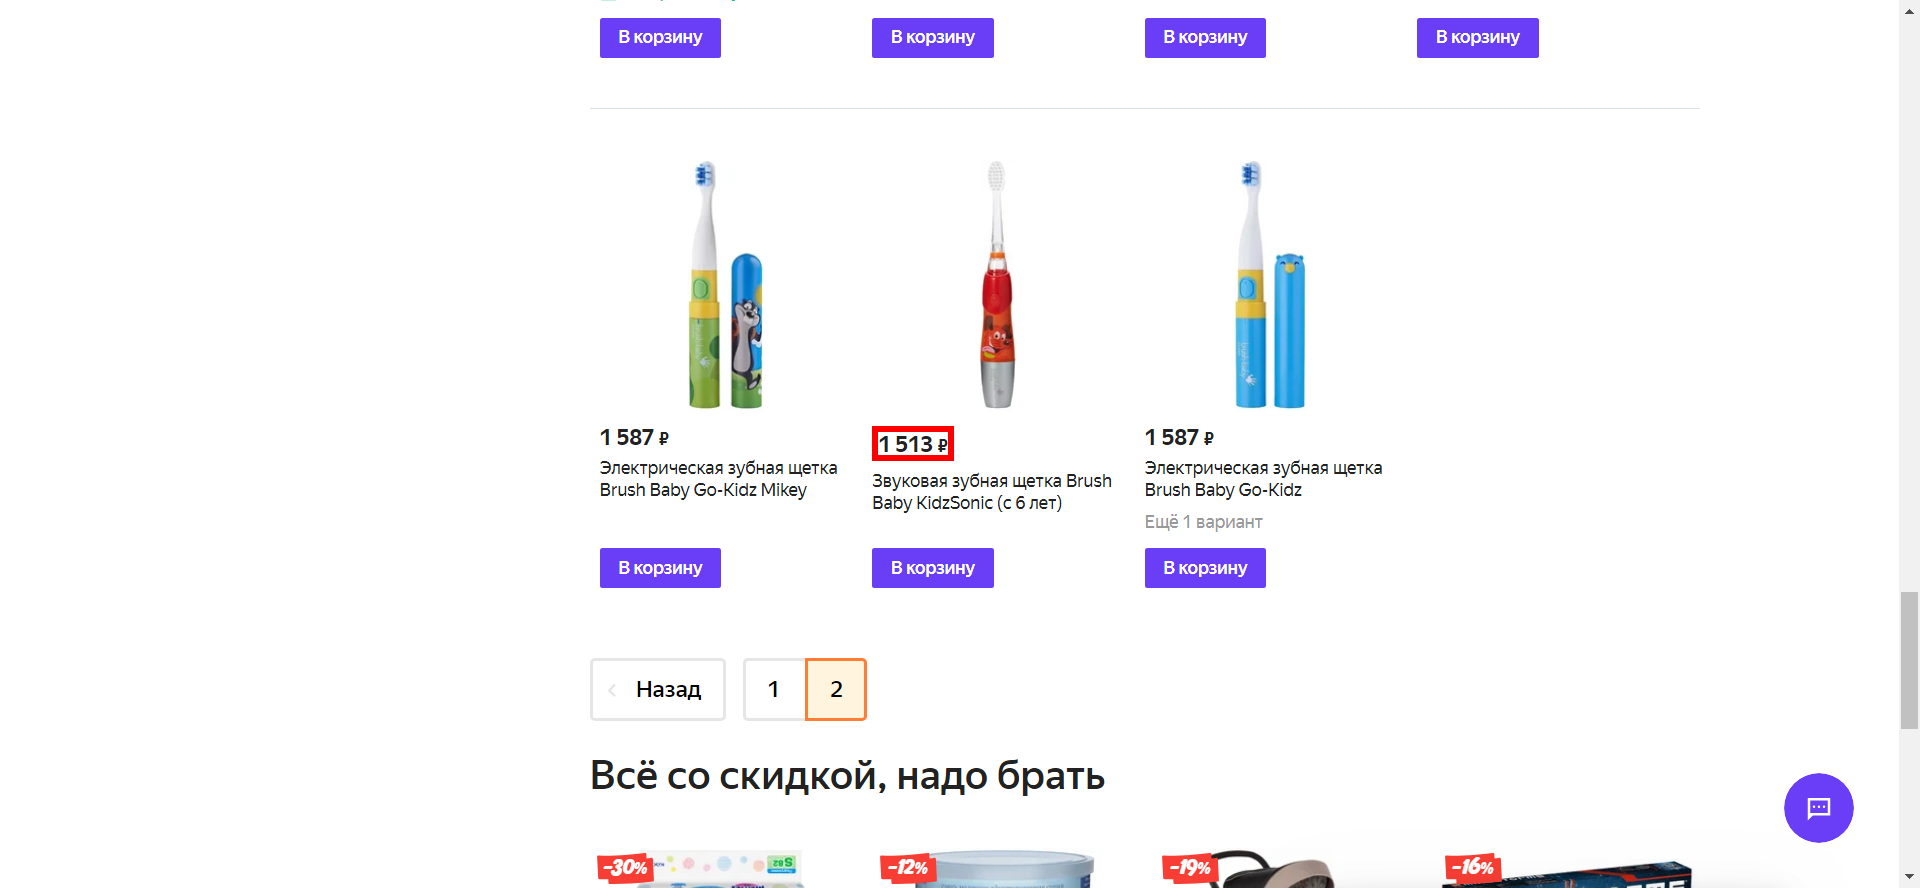 В корзину
В корзину
В корзину
В корзину
1 587 ₽
Электрическая зубная щетка
Brush Baby Go-Kidz Mikey
В корзину
1 513 ₽
Звуковая зубная щетка Brush
Baby KidzSonic (с 6 лет)
В корзину
1 587 ₽
Электрическая зубная щетка
Brush Baby Go-Kidz
Ещё 1 вариант
В корзину
Назад
1
2
Всё со скидкой, надо брать
-30%
-12%
-19%
-16%